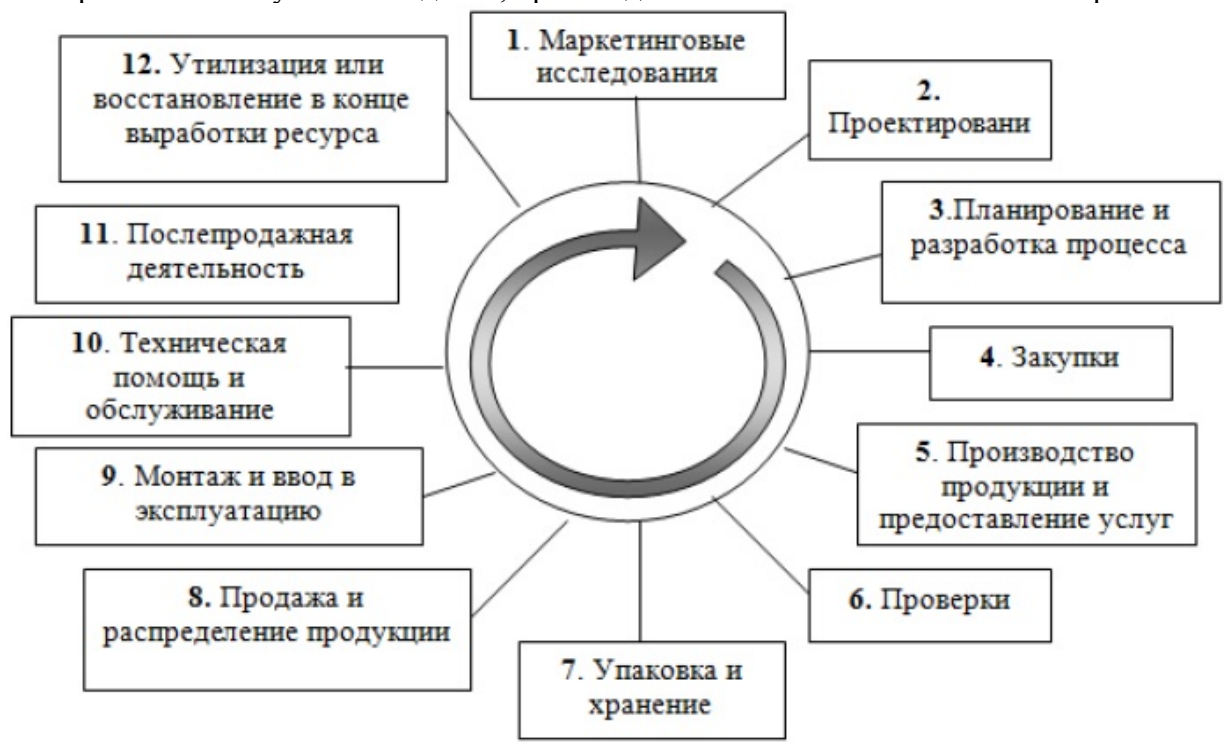 1. Маркетинговые
исследования
2.
Проектировани
3.Планирование и
разработка процесса
4. Закупки
5. Производство
продукции и
предоставление услуг
6. Проверки
7. Упаковка и
хранение
8. Продажа и
распределение продукции
9. Монтаж и ввод в
эксплуатацию
10. Техническая
помощь и
обслуживание
11. Послепродажная
деятельность
12. Утилизация или
восстановление в конце
выработки ресурса